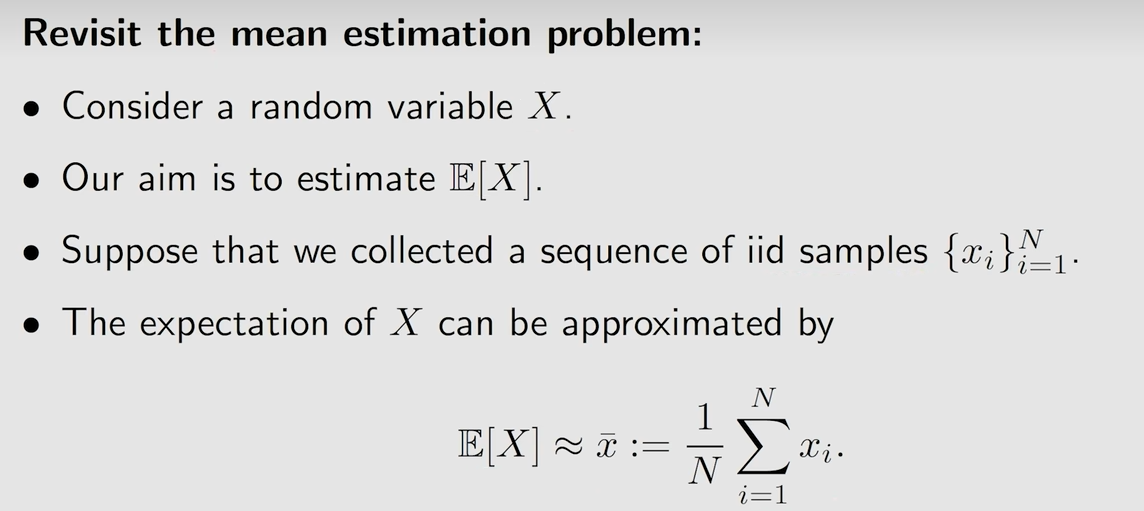 Revisit the mean estimation problem:
• Consider a random variable $X$.
• Our aim is to estimate $\mathbb{E}[X]$.
• Suppose that we collected a sequence of iid samples $\{x_i\}_{i=1}^{N}$.
• The expectation of $X$ can be approximated by
$\mathbb{E}[X] \approx \bar{x} := \frac{1}{N} \sum_{i=1}^{N} x_i.$